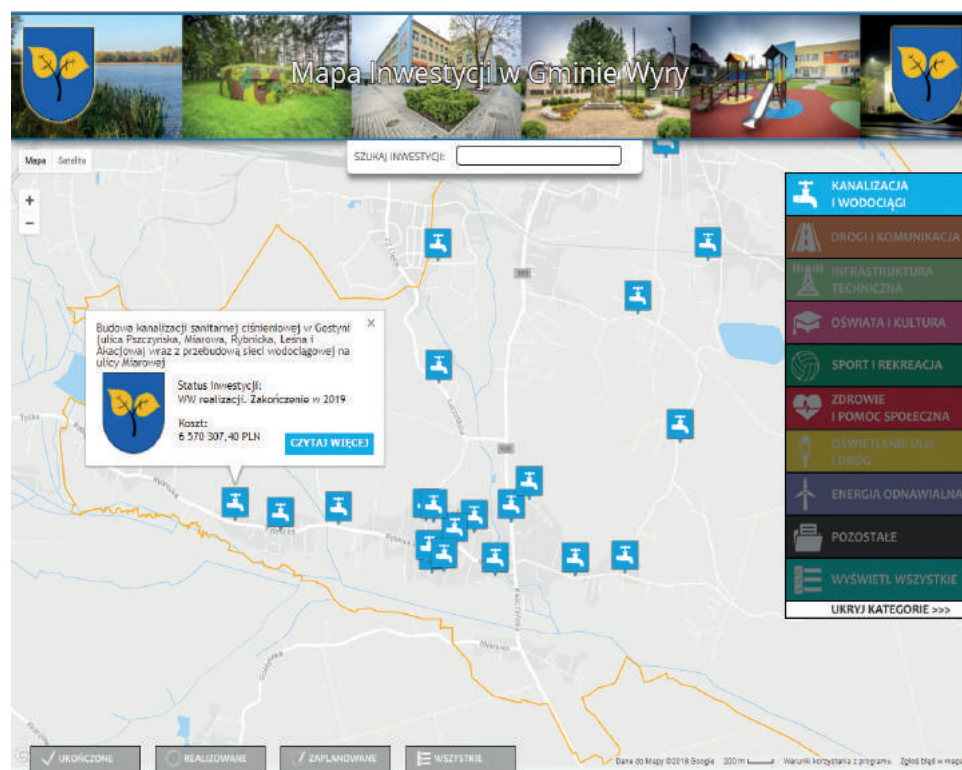 Mapa Inwestycji w Gminie Wyry
SZUKAJ INWESTYCJI:
Mapa Satelita
+
−
KANALIZACJA
I WODOCIĄGI
DROGI I KOMUNIKACJA
INFRASTRUKTURA
TECHNICZNA
OŚWIATA I KULTURA
SPORT I REKREACJA
ZDROWIE
I POMOC SPOŁECZNA
OŚWIETLENIE ULIC
I DRÓG
ENERGIA ODNAWIALNA
POZOSTAŁE
WYŚWIETL WSZYSTKIE
UKRYJ KATEGORIE >>>
Budowa kanalizacji sanitarnej ciśnieniowej w Gostyni
(ulica Pszczyńska, Miarowa, Rybnicka, Leśna i
Akacjowa) wraz z przebudową sieci wodociągowej na
ulicy Miarowej
×
Status inwestycji:
WW realizacji. Zakończenie w 2019
Koszt:
6 570 307,40 PLN
CZYTAJ WIĘCEJ
Pszczyńska
UKOŃCZONE
REALIZOWANE
ZAPLANOWANE
WSZYSTKIE
Dane do Mapy ©2018 Google 200 m Warunki korzystania z programu Zgłoś błąd w mapa